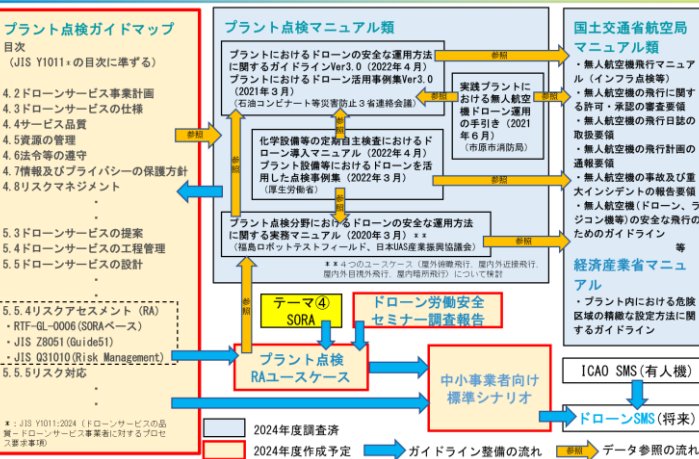 プラント点検ガイドマップ
目次
(JIS Y1011*の目次に準ずる)
4.2ドローンサービス事業計画
4.3ドローンサービスの仕様
4.4サービス品質
4.5資源の管理
4.6法令等の遵守
4.7情報及びプライバシーの保護方針
4.8リスクマネジメント
・
・
5.3ドローンサービスの提案
5.4ドローンサービスの工程管理
5.5ドローンサービスの設計
・
・
5.5.4リスクアセスメント (RA)
・RTF-GL-0006(SORAベース)
・JIS Z8051(Guide51)
・JIS Q31010(Risk Management)
5.5.5リスク対応
・
・
*：JIS Y1011:2024 (ドローンサービスの品
質－ドローンサービス事業者に対するプロセ
ス要求事項)
プラント点検マニュアル類
プラントにおけるドローンの安全な運用方法
に関するガイドラインVer3.0 (2022年4月)
プラントにおけるドローン活用事例集Ver3.0
(2021年3月)
(石油コンビナート等災害防止3省連絡会議)
実践プラントに
おける無人航空
機ドローン運用
の手引き (2021
年6月)
(市原市消防局)
化学設備等の定期自主検査におけるド
ローン導入マニュアル (2022年4月)
プラント設備等におけるドローンを活
用した点検事例集 (2022年3月)
(厚生労働省)
プラント点検分野におけるドローンの安全な運用方法
に関する実務マニュアル (2020年3月) **
(福島ロボットテストフィールド、日本UAS産業振興協議会)
**4つのユースケース (屋外俯瞰飛行、屋内外近接飛行、
屋内外目視外飛行、屋内暗所飛行) について検討
参照
参照
参照
参照
参照
参照
参照
参照
参照
参照
参照
国土交通省航空局
マニュアル類
・無人航空機飛行マニュア
ル (インフラ点検等)
・無人航空機の飛行に関す
る許可・承認の審査要領
・無人航空機の飛行日誌の
取扱要領
・無人航空機の飛行計画の
通報要領
・無人航空機の事故及び重
大インシデントの報告要領
・無人航空機(ドローン、ラ
ジコン機等)の安全な飛行の
ためのガイドライン
等
経済産業省マニュ
アル
・プラント内における危険
区域の精緻な設定方法に関
するガイドライン
テーマ④
SORA
ドローン労働安全
セミナー調査報告
プラント点検
RAユースケース
中小事業者向け
標準シナリオ
ICAO SMS(有人機)
ドローンSMS(将来)
2024年度調査済
2024年度作成予定
ガイドライン整備の流れ
参照
データ参照の流れ